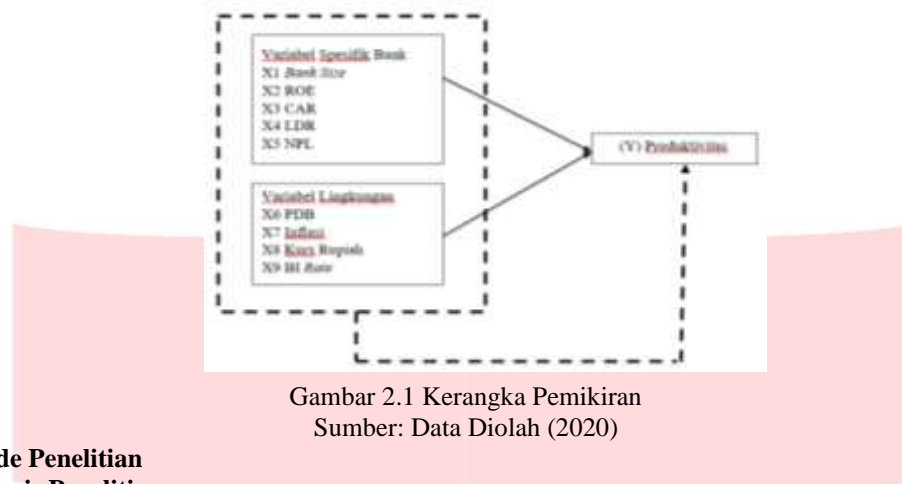 Variabel Spesifik Bank
X1 Bank Size
X2 ROE
X3 CAR
X4 LDR
X5 NPL
(Y) Produktivitas
Variabel Lingkungan
X6 PDB
X7 Inflasi
X8 Kurs Rupiah
X9 BI Rate
Gambar 2.1 Kerangka Pemikiran
Sumber: Data Diolah (2020)
de Penelitian